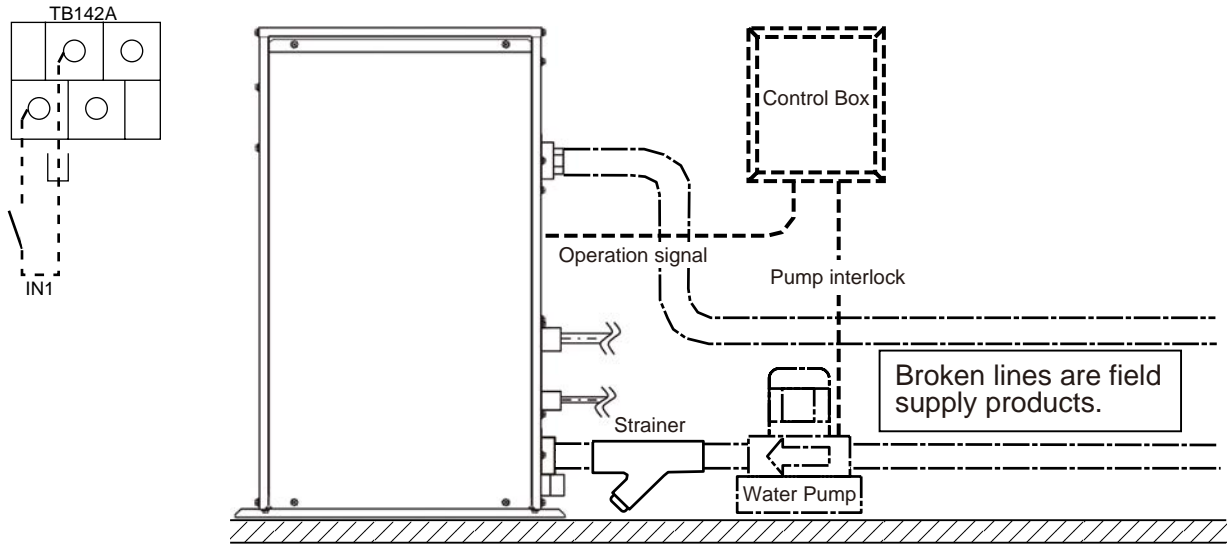 TB142A
IN1
Control Box
Operation signal
Pump interlock
Broken lines are field
supply products.
Strainer
Water Pump